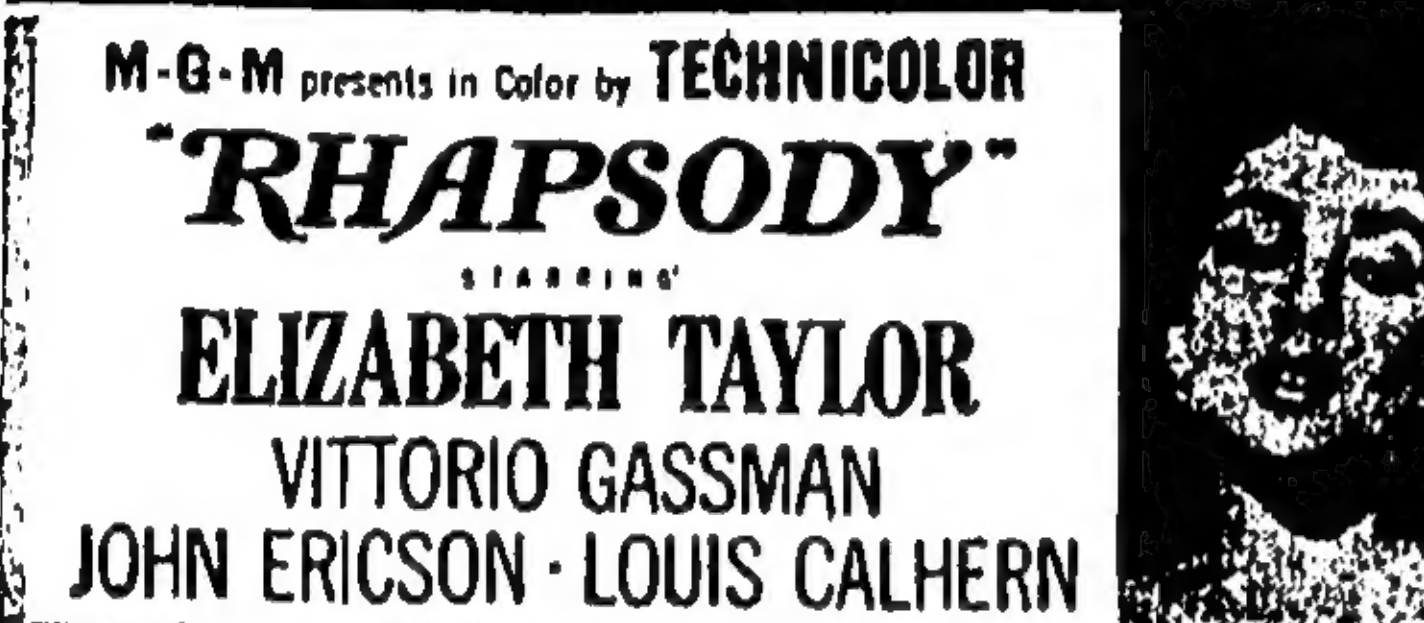 M-G-M presents in Color by TECHNICOLOR
"RHAPSODY"
STARRING
ELIZABETH TAYLOR
VITTORIO GASSMAN
JOHN ERICSON · LOUIS CALHERN